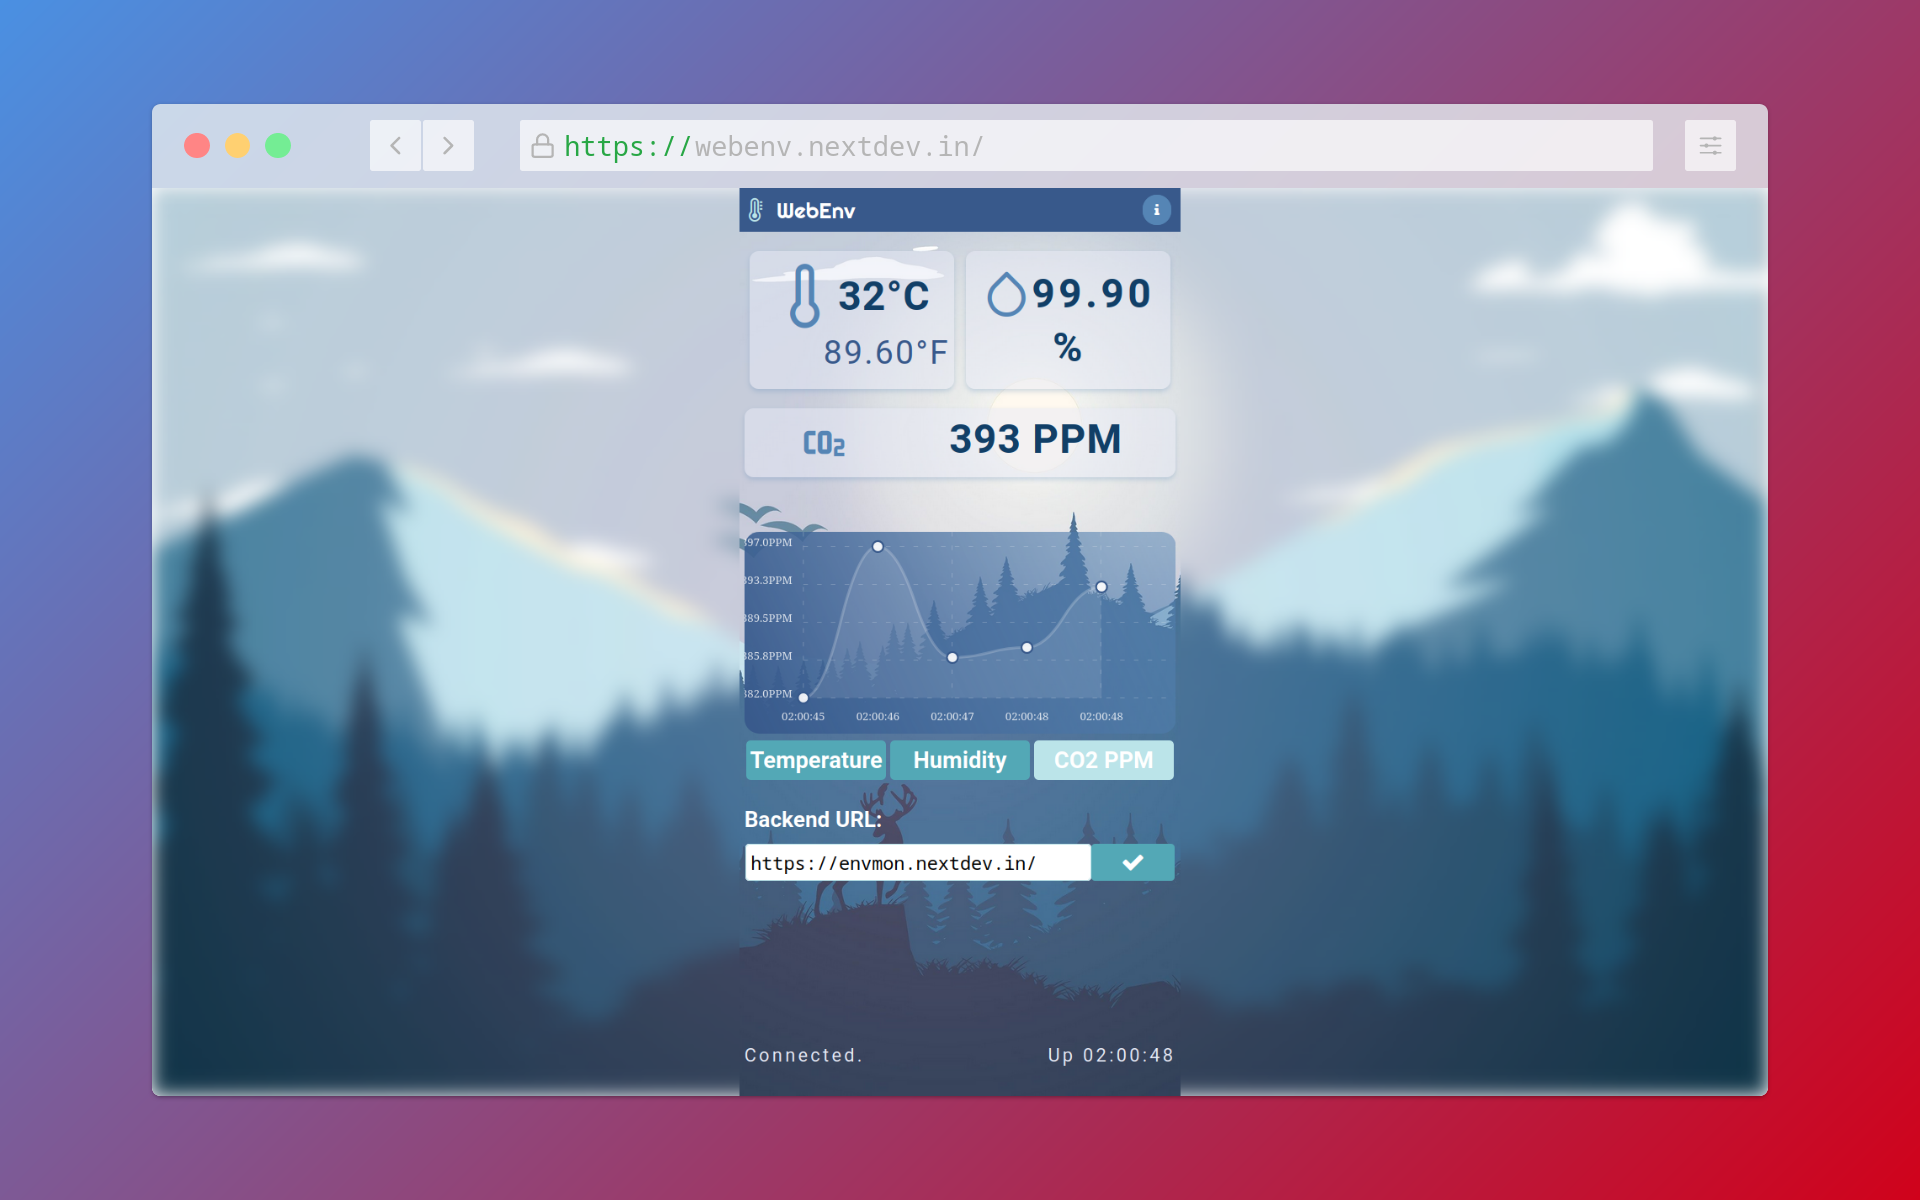 https://webenv.nextdev.in/
WebEnv
32°C
89.60°F
99.90
%
CO2
393 PPM
97.0PPM
393.3PPM
389.5PPM
385.8PPM
382.0PPM
02:00:45 02:00:46 02:00:47 02:00:48 02:00:48
Temperature Humidity CO2 PPM
Backend URL:
https://envmon.nextdev.in/
Connected. Up 02:00:48